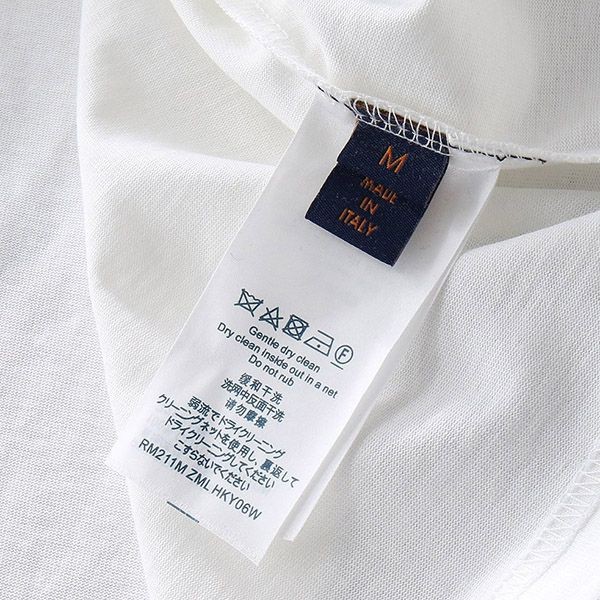 M
MADE
IN
ITALY
F
Gentle dry clean
Dry clean inside out in a net
Do not rub
缓和干洗
洗网中反面干洗
请勿摩擦
弱流でドライクリーニング
クリーニングネットを使用し、裏返して
ドライクリーニングしてください
こすらないでください
RM211M ZML HKY06W